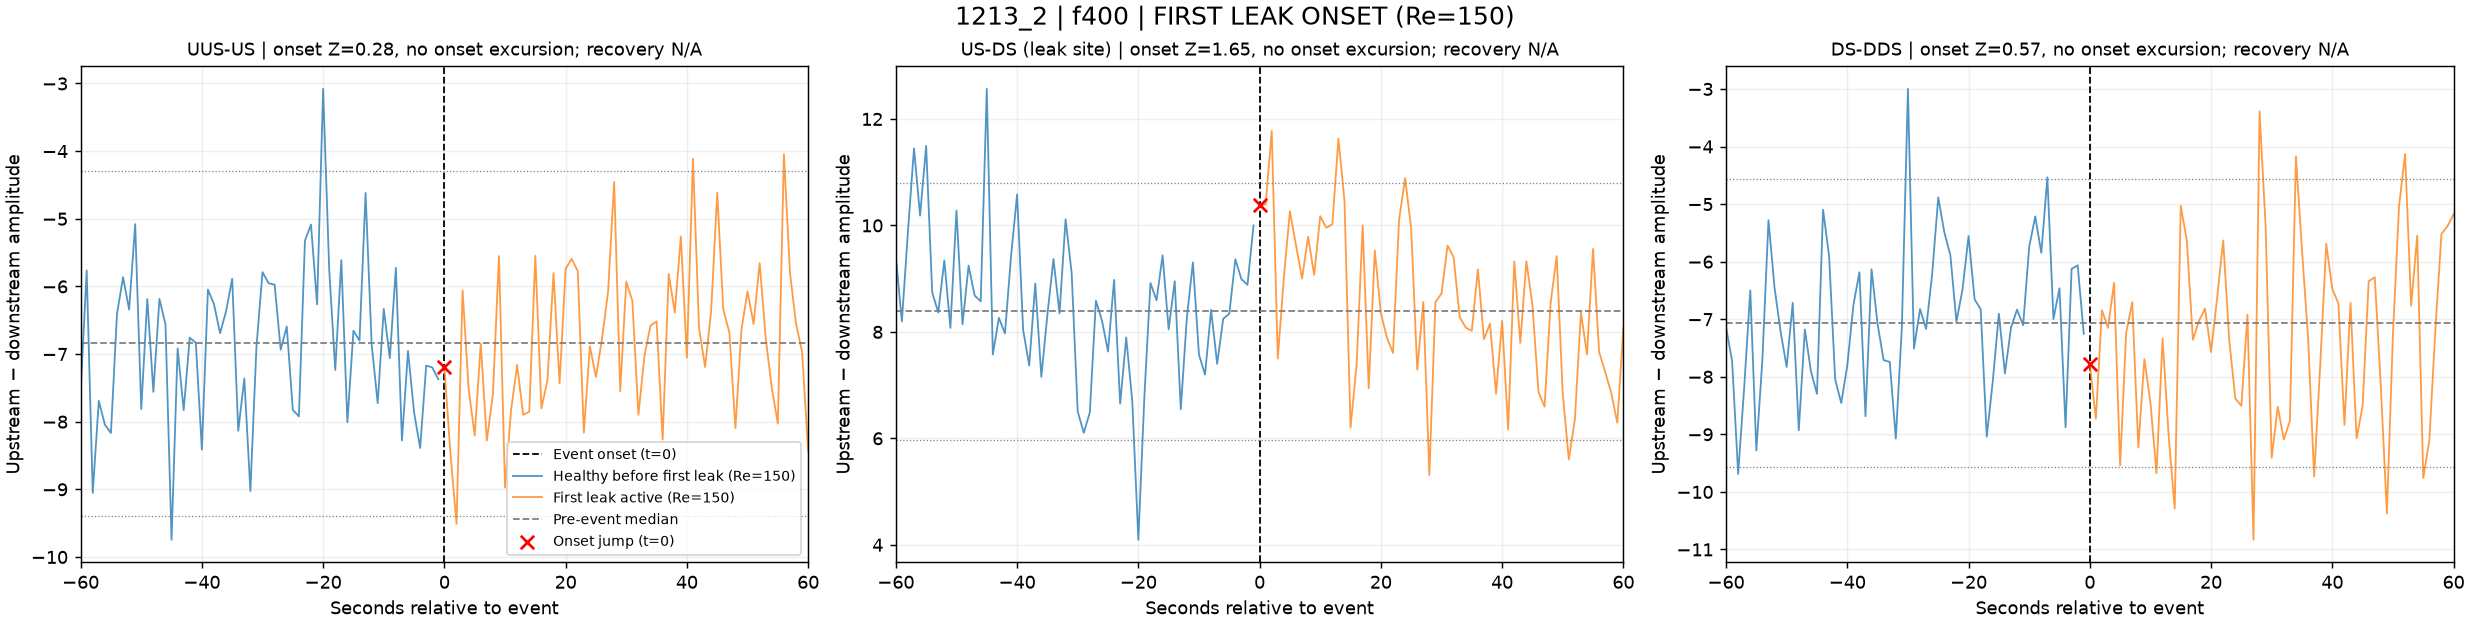 1213_2 | f400 | FIRST LEAK ONSET (Re=150)
UUS-US | onset Z=0.28, no onset excursion; recovery N/A
Upstream − downstream amplitude
−3
−4
−5
−6
−7
−8
−9
−10
−60
−40
−20
0
20
40
60
Seconds relative to event
Event onset (t=0)
Healthy before first leak (Re=150)
First leak active (Re=150)
Pre-event median
Onset jump (t=0)
US-DS (leak site) | onset Z=1.65, no onset excursion; recovery N/A
Upstream − downstream amplitude
12
10
8
6
4
−60
−40
−20
0
20
40
60
Seconds relative to event
DS-DDS | onset Z=0.57, no onset excursion; recovery N/A
Upstream − downstream amplitude
−3
−4
−5
−6
−7
−8
−9
−10
−11
−60
−40
−20
0
20
40
60
Seconds relative to event